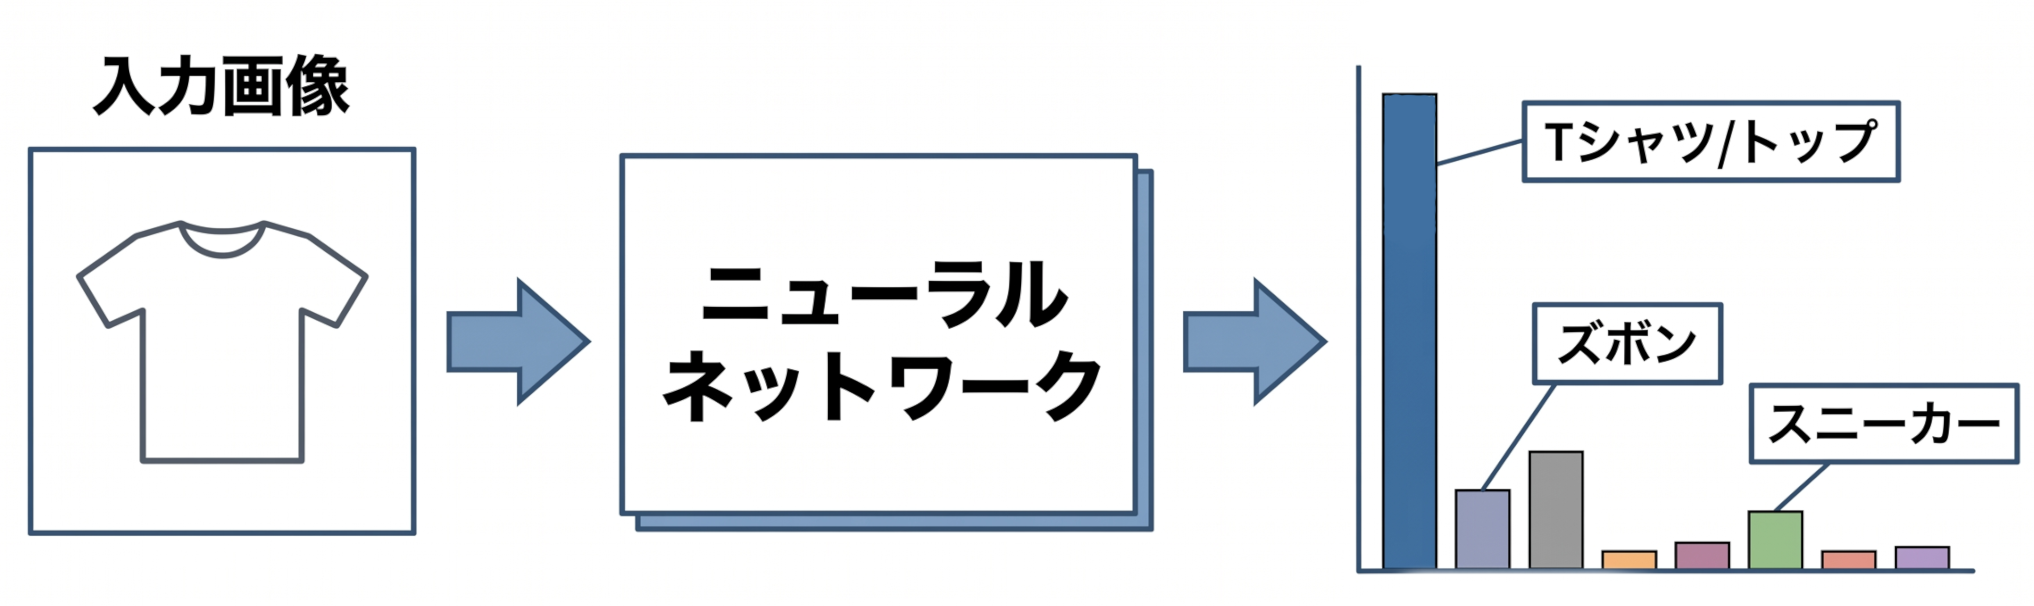 入力画像
ニューラル
ネットワーク
Tシャツ/トップ
ズボン
スニーカー